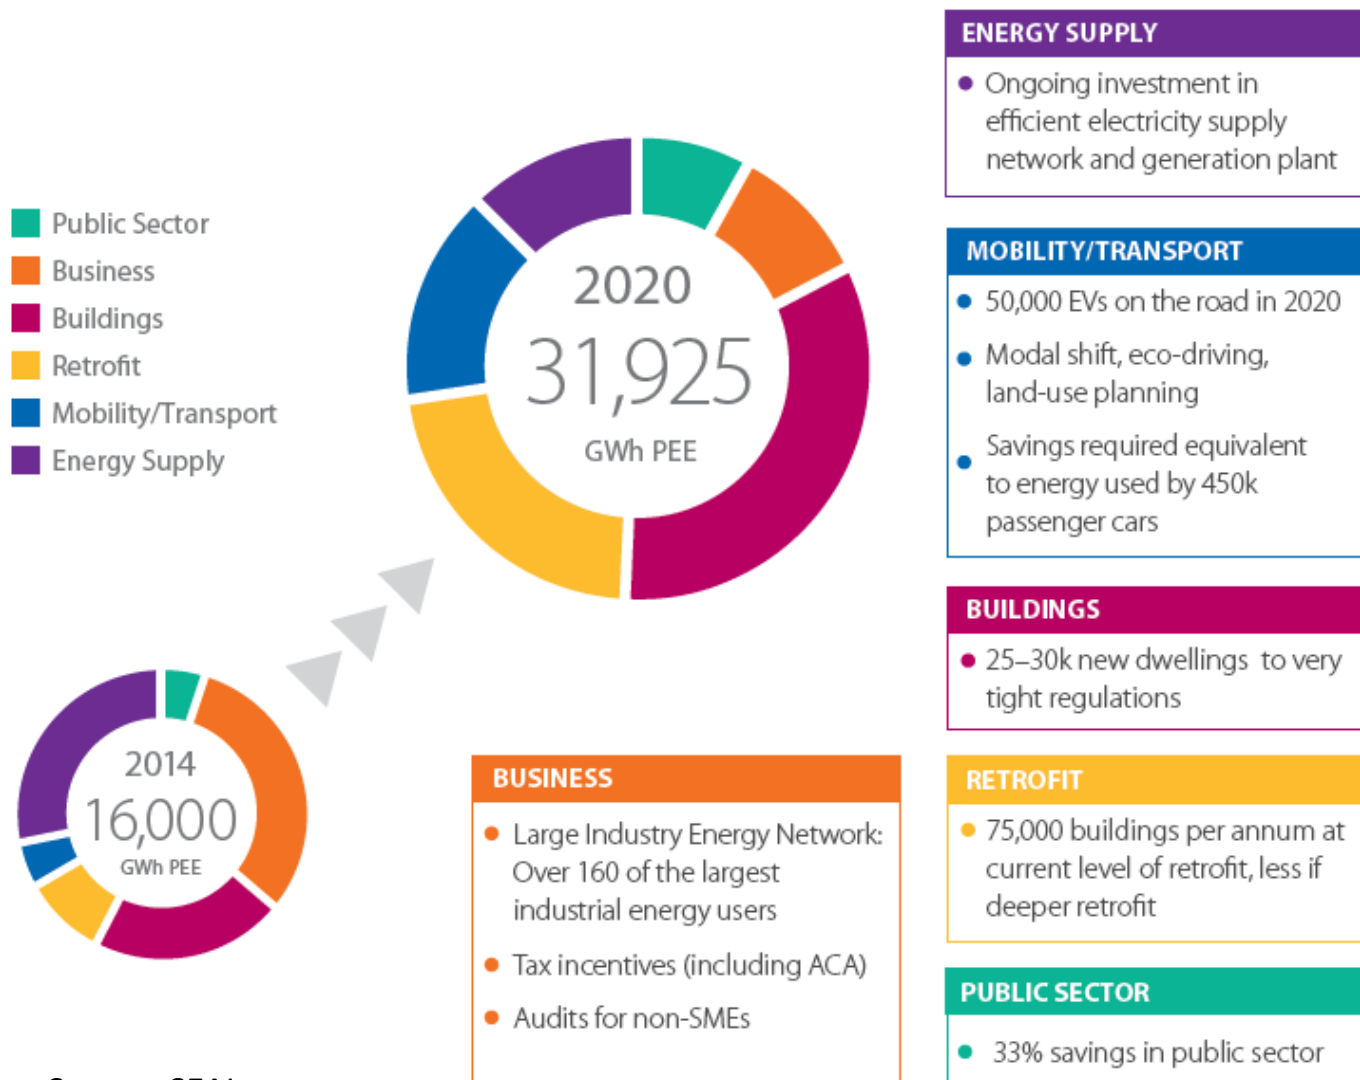 Public Sector
Business
Buildings
Retrofit
Mobility/Transport
Energy Supply
2020
31,925
GWh PEE
2014
16,000
GWh PEE
BUSINESS
Large Industry Energy Network:
Over 160 of the largest
industrial energy users
Tax incentives (including ACA)
Audits for non-SMEs
ENERGY SUPPLY
Ongoing investment in
efficient electricity supply
network and generation plant
MOBILITY/TRANSPORT
50,000 EVs on the road in 2020
Modal shift, eco-driving,
land-use planning
Savings required equivalent
to energy used by 450k
passenger cars
BUILDINGS
25–30k new dwellings to very
tight regulations
RETROFIT
75,000 buildings per annum at
current level of retrofit, less if
deeper retrofit
PUBLIC SECTOR
33% savings in public sector